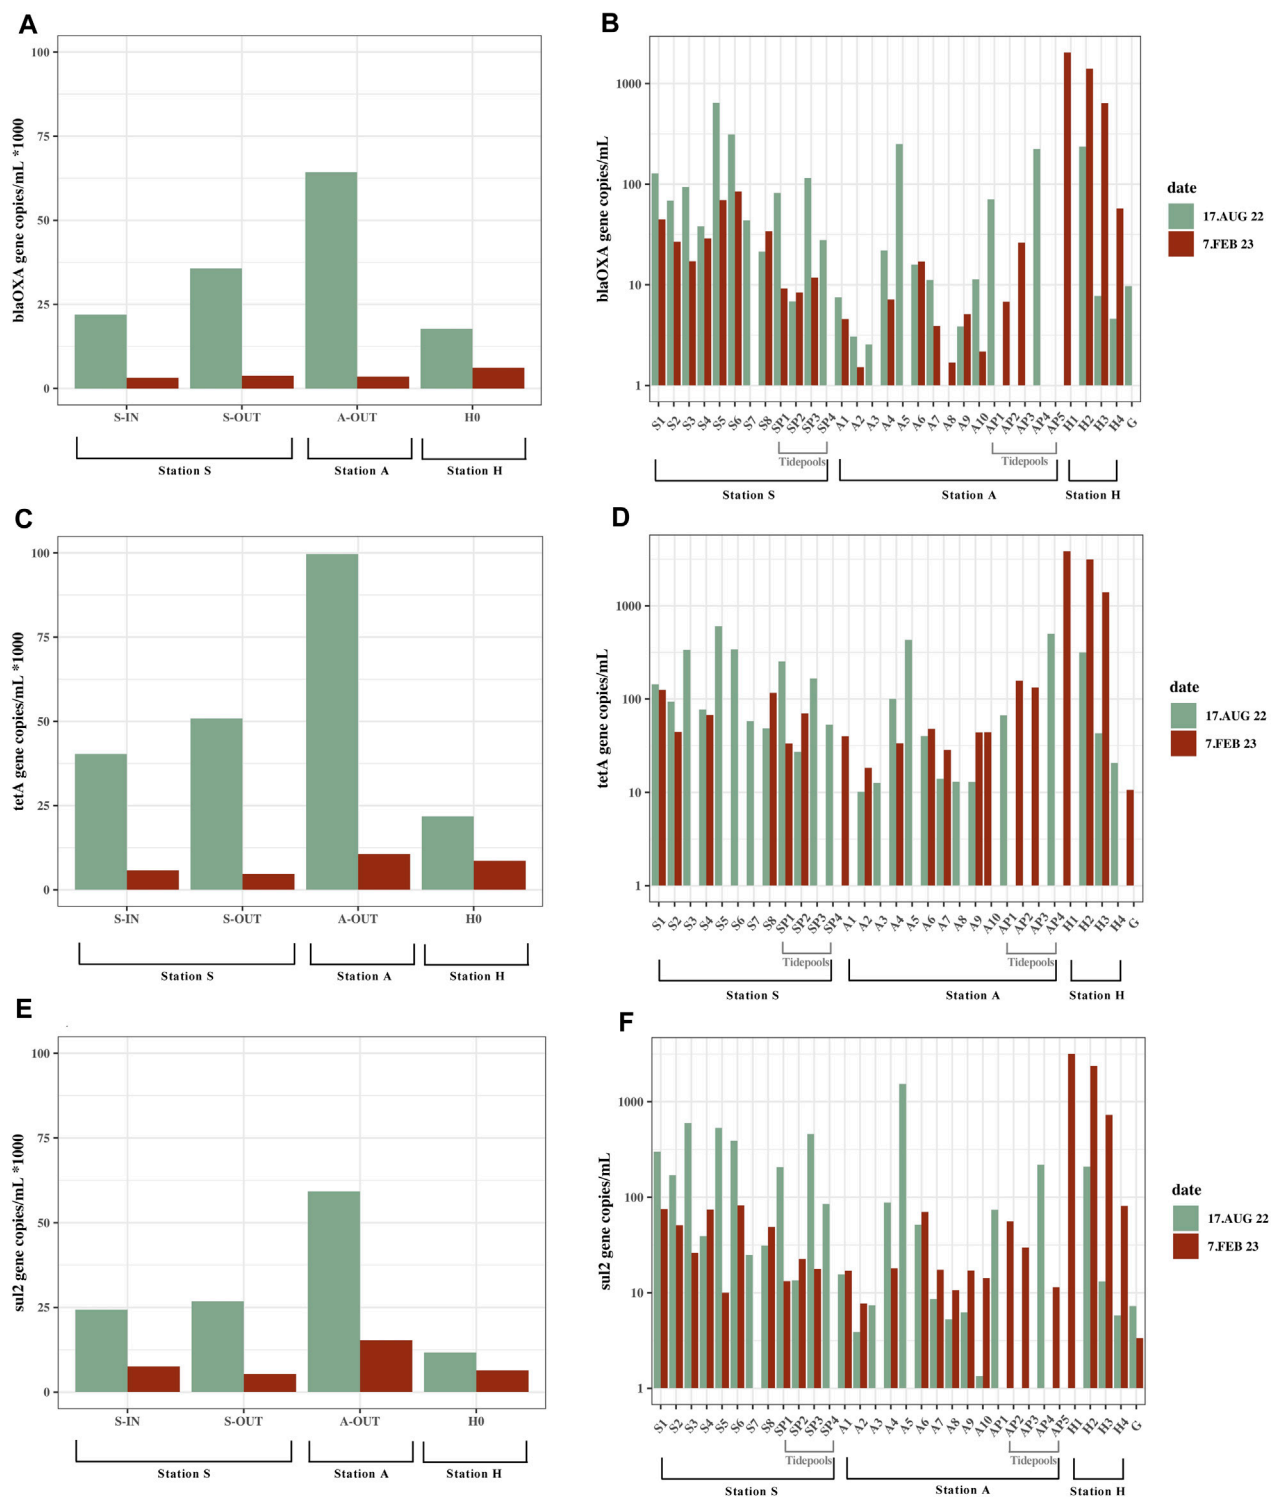 A
blaOXA gene copies/mL *1000
100
75
50
25
0
S-IN S-OUT A-OUT H0
Station S Station A Station H
B
blaOXA gene copies/mL
1000
100
10
1
S1 S2 S3 S4 S5 S6 S7 S8 SP1 SP2 SP3 SP4 A1 A2 A3 A4 A5 A6 A7 A8 A9 A10 AP1 AP2 AP3 AP4 AP5 H1 H2 H3 H4 G
Tidepools Tidepools
Station S Station A Station H
date
17.AUG 22
7.FEB 23
C
tetA gene copies/mL *1000
100
75
50
25
0
S-IN S-OUT A-OUT H0
Station S Station A Station H
D
tetA gene copies/mL
1000
100
10
1
S1 S2 S3 S4 S5 S6 S7 S8 SP1 SP2 SP3 SP4 A1 A2 A3 A4 A5 A6 A7 A8 A9 A10 AP1 AP2 AP3 AP4 H1 H2 H3 H4 G
Tidepools Tidepools
Station S Station A Station H
date
17.AUG 22
7.FEB 23
E
sul2 gene copies/mL *1000
100
75
50
25
0
S-IN S-OUT A-OUT H0
Station S Station A Station H
F
sul2 gene copies/mL
1000
100
10
1
S1 S2 S3 S4 S5 S6 S7 S8 SP1 SP2 SP3 SP4 A1 A2 A3 A4 A5 A6 A7 A8 A9 A10 AP1 AP2 AP3 AP4 AP5 H1 H2 H3 H4 G
Tidepools Tidepools
Station S Station A Station H
date
17.AUG 22
7.FEB 23